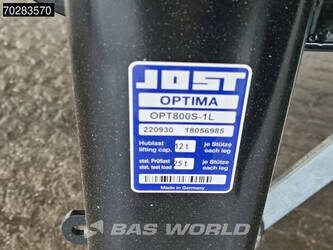 70283570
JOST
OPTIMA
OPT800S-1L
220930 18056985
Hublast 12 t je Stütze
lifting cap. each leg
stat. Prüflast 25 t je Stütze
stat. test load each leg
Made in Germany
BAS WORLD